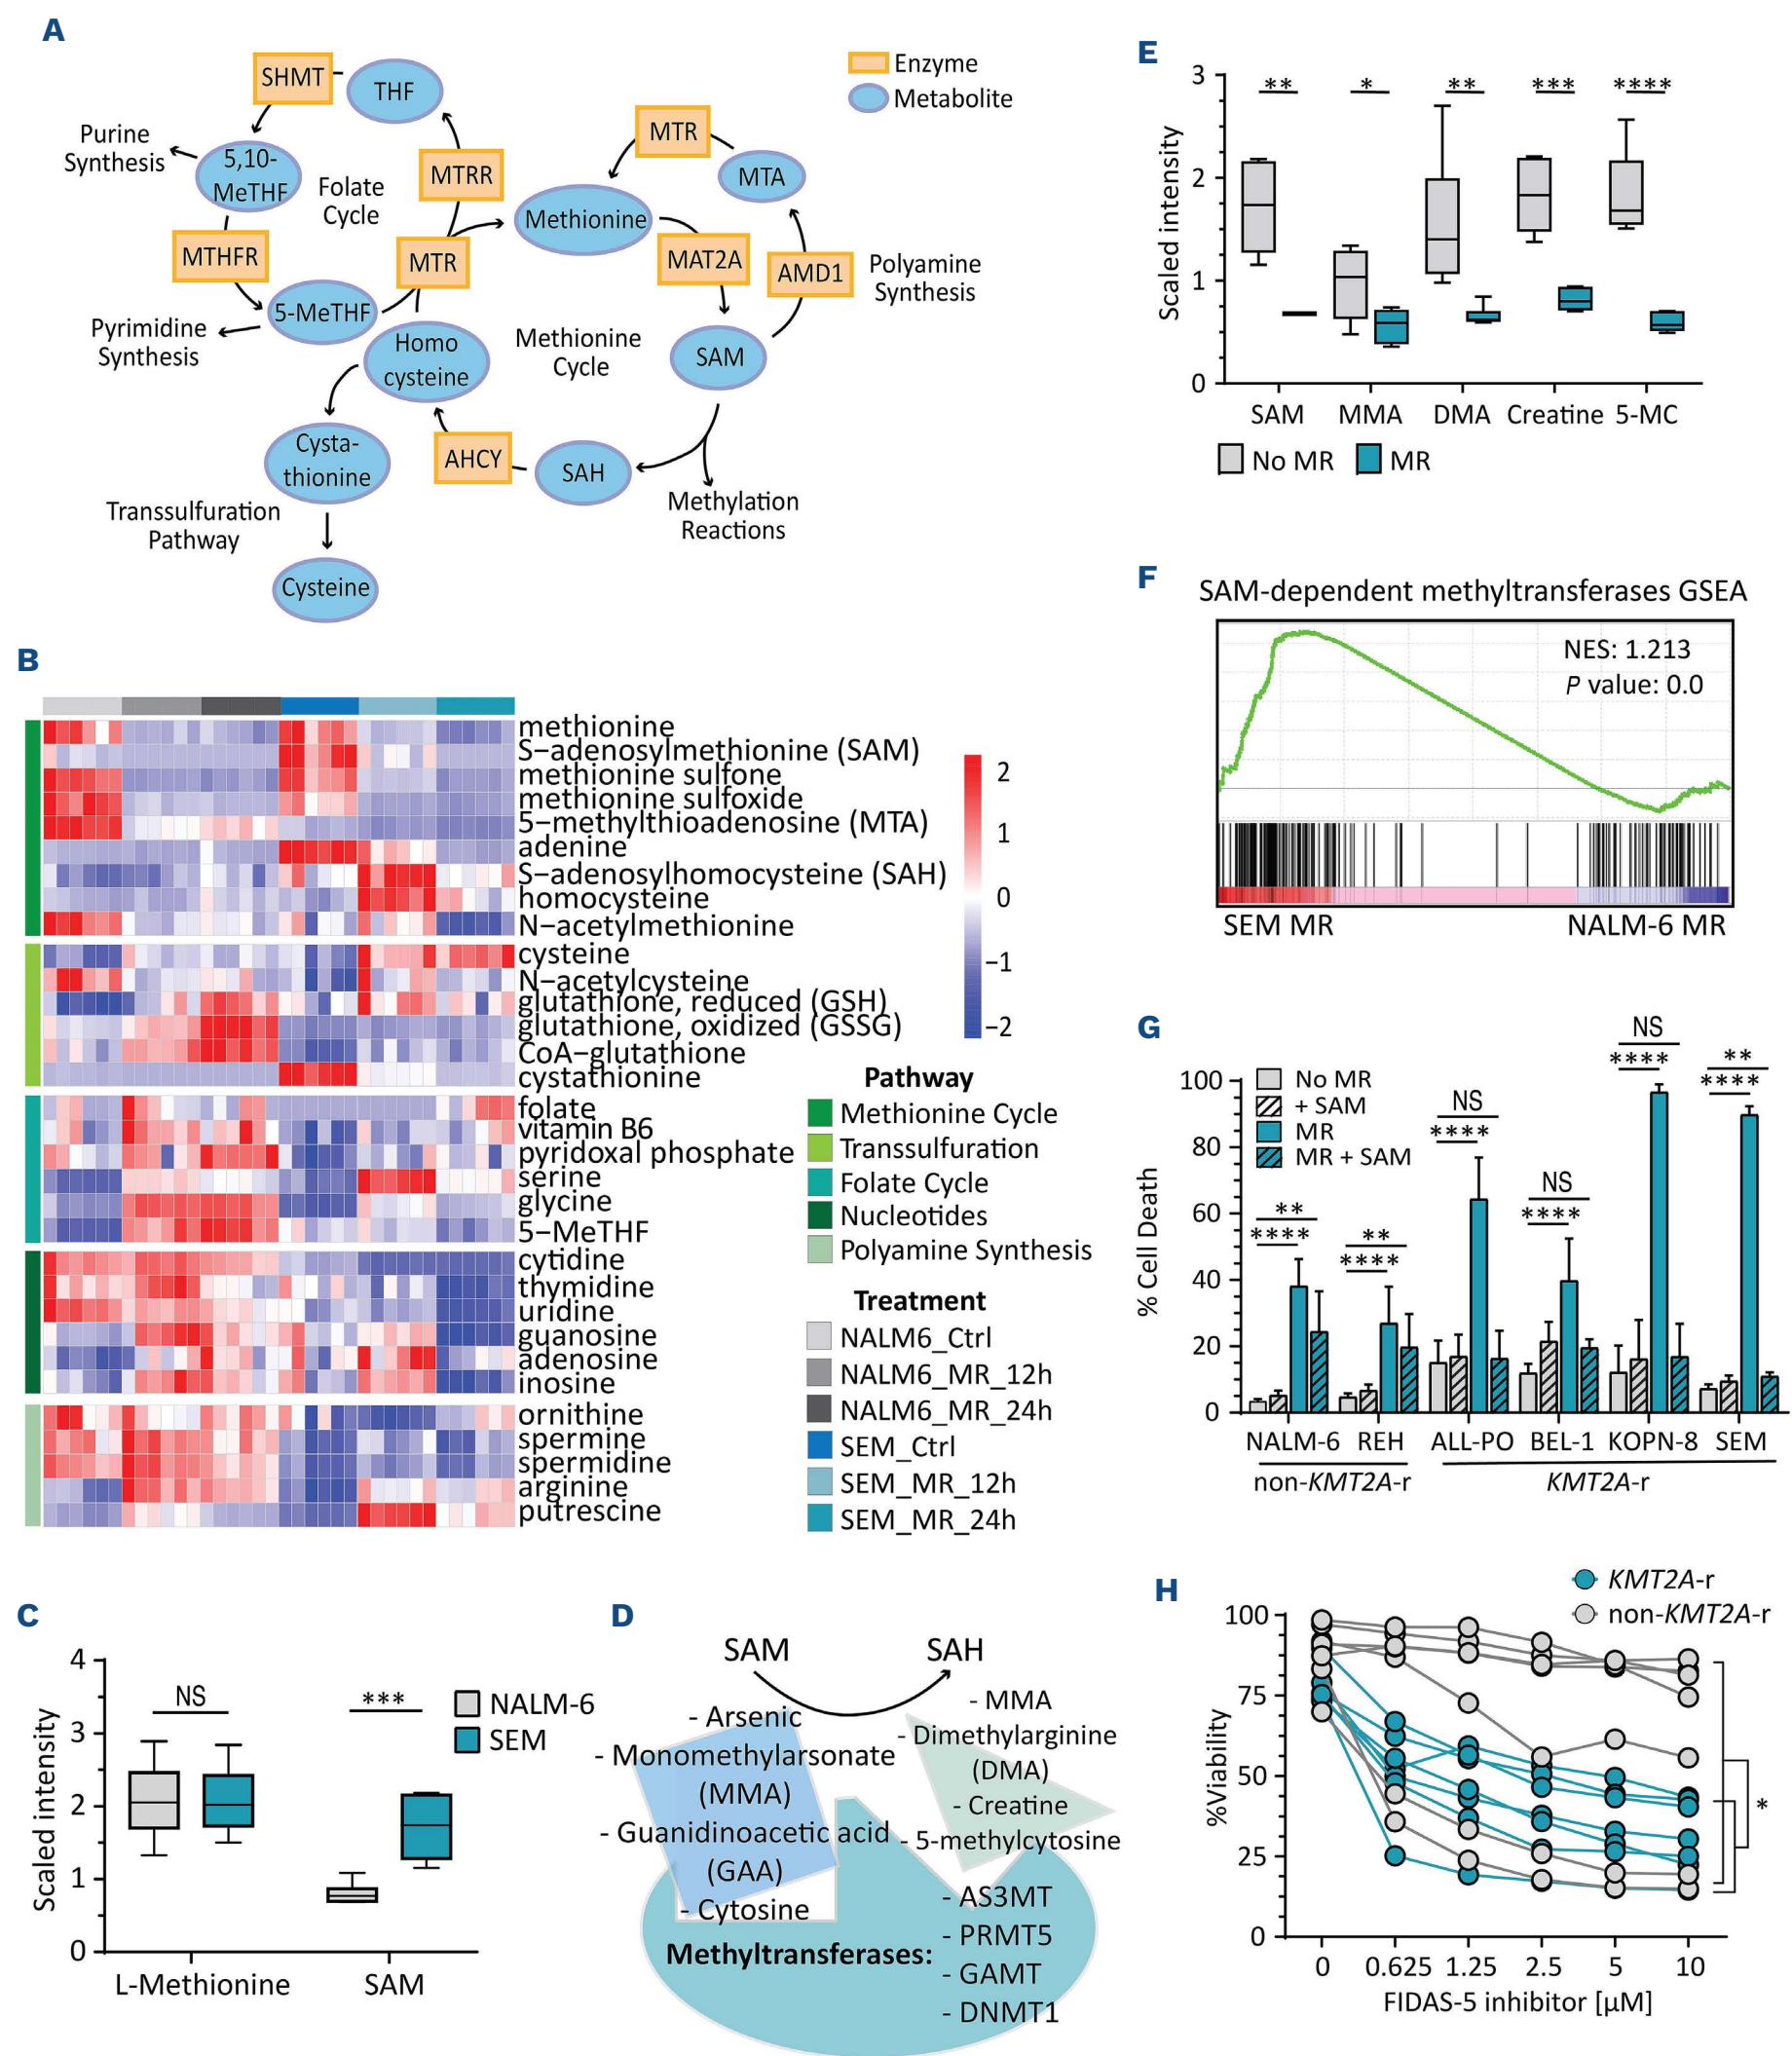 A
SHMT
THF
Enzyme
Metabolite
Purine
Synthesis
5,10-
MeTHF
Folate
Cycle
MTRR
MTR
MTA
Methionine
MTHFR
MTR
MAT2A
AMD1
Polyamine
Synthesis
5-MeTHF
Pyrimidine
Synthesis
Homo
cysteine
Methionine
Cycle
SAM
Cysta-
thionine
AHCY
SAH
Transsulfuration
Pathway
Methylation
Reactions
Cysteine
B
methionine
S−adenosylmethionine (SAM)
methionine sulfone
methionine sulfoxide
5−methylthioadenosine (MTA)
adenine
S−adenosylhomocysteine (SAH)
homocysteine
N−acetylmethionine
cysteine
N−acetylcysteine
glutathione, reduced (GSH)
glutathione, oxidized (GSSG)
CoA−glutathione
cystathionine
folate
vitamin B6
pyridoxal phosphate
serine
glycine
5−MeTHF
cytidine
thymidine
uridine
guanosine
adenosine
inosine
ornithine
spermine
spermidine
arginine
putrescine
2
1
0
−1
−2
Pathway
Methionine Cycle
Transsulfuration
Folate Cycle
Nucleotides
Polyamine Synthesis
Treatment
NALM6_Ctrl
NALM6_MR_12h
NALM6_MR_24h
SEM_Ctrl
SEM_MR_12h
SEM_MR_24h
C
Scaled intensity
4
3
2
1
0
NS
***
NALM-6
SEM
L-Methionine
SAM
D
SAM
SAH
- Arsenic
- Monomethylarsonate
(MMA)
- Guanidinoacetic acid
(GAA)
- Cytosine
- MMA
- Dimethylarginine
(DMA)
- Creatine
- 5-methylcytosine
Methyltransferases:
- AS3MT
- PRMT5
- GAMT
- DNMT1
E
Scaled intensity
3
2
1
0
**
*
**
***
****
SAM
MMA
DMA
Creatine
5-MC
No MR
MR
F
SAM-dependent methyltransferases GSEA
NES: 1.213
P value: 0.0
SEM MR
NALM-6 MR
G
% Cell Death
100
80
60
40
20
0
No MR
+ SAM
MR
MR + SAM
**
****
**
****
NS
****
NS
****
NS
****
**
****
NALM-6
REH
ALL-PO
BEL-1
KOPN-8
SEM
non-KMT2A-r
KMT2A-r
H
KMT2A-r
non-KMT2A-r
%Viability
100
75
50
25
0
*
0
0.625
1.25
2.5
5
10
FIDAS-5 inhibitor [µM]